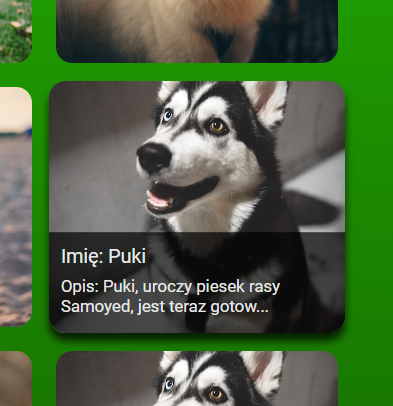 Imię: Puki
Opis: Puki, uroczy piesek rasy
Samoyed, jest teraz gotow...